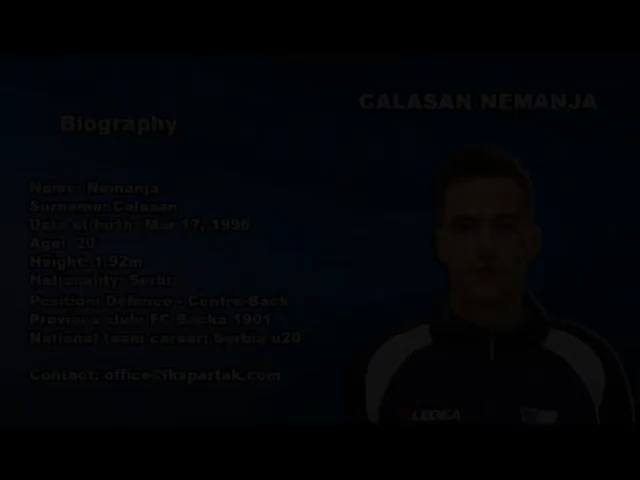 CALASAN NEMANJA
Biography
Name: Nemanja
Surname: Calasan
Date of birth: Mar 17, 1996
Age: 20
Height: 1.92m
Nationality: Serbia
Position: Defence - Centre-Back
Previous club: FC Backa 1901
National team career: Serbia u20
Contact: office@fkspartak.com
LEGEA